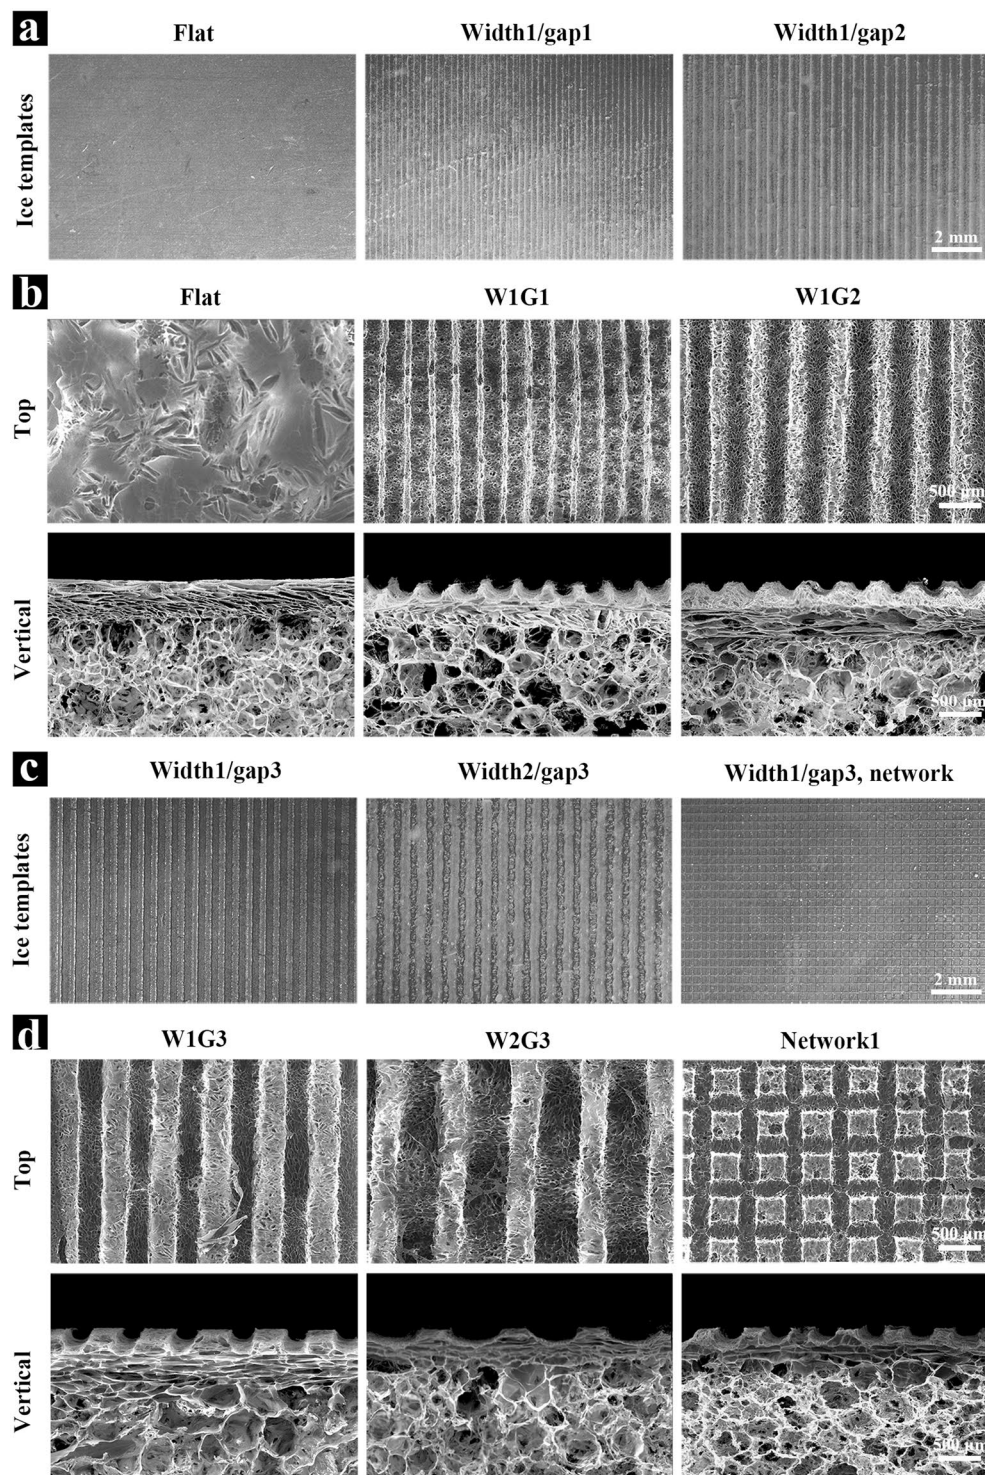 a
Flat Width1/gap1 Width1/gap2
Ice templates
2 mm
b
Flat W1G1 W1G2
Top
500 μm
Vertical
500 μm
c
Width1/gap3 Width2/gap3 Width1/gap3, network
Ice templates
2 mm
d
W1G3 W2G3 Network1
Top
500 μm
Vertical
500 μm